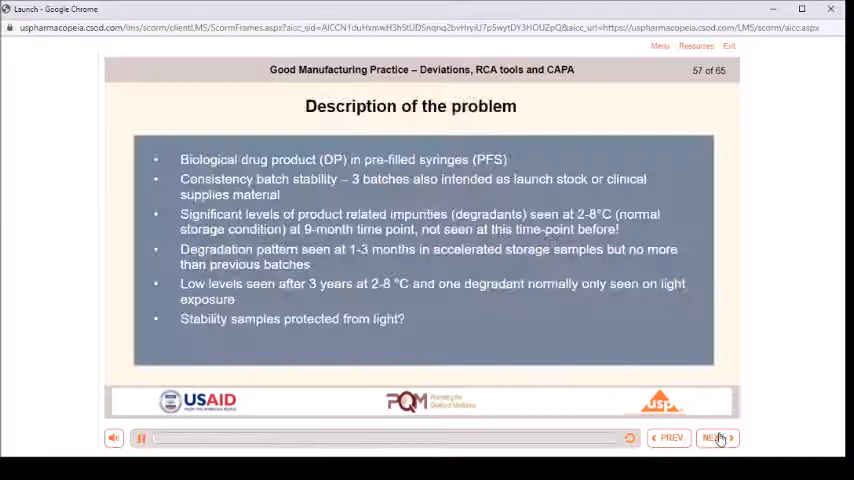 Launch - Google Chrome
uspharmacopeia.csod.com/lms/scorm/clientLMS/ScormFrames.aspx?aicc_sid=AICCN1duHxmwH3hStUDSnqnq2bvHryiU7p5wytDY3HOUZpQ&aicc_url=https://uspharmacopeia.csod.com/LMS/scorm/aicc.aspx
Menu Resources Exit
Good Manufacturing Practice – Deviations, RCA tools and CAPA 57 of 65
Description of the problem
• Biological drug product (DP) in pre-filled syringes (PFS)
• Consistency batch stability – 3 batches also intended as launch stock or clinical
supplies material
• Significant levels of product related impurities (degradants) seen at 2-8°C (normal
storage condition) at 9-month time point, not seen at this time-point before!
• Degradation pattern seen at 1-3 months in accelerated storage samples but no more
than previous batches
• Low levels seen after 3 years at 2-8 °C and one degradant normally only seen on light
exposure
• Stability samples protected from light?
USAID
FROM THE AMERICAN PEOPLE
PQM Promoting the
Quality of Medicines
usp
PREV